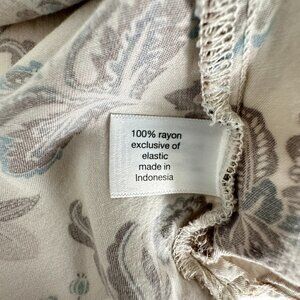 100% rayon
exclusive of
elastic
made in
Indonesia